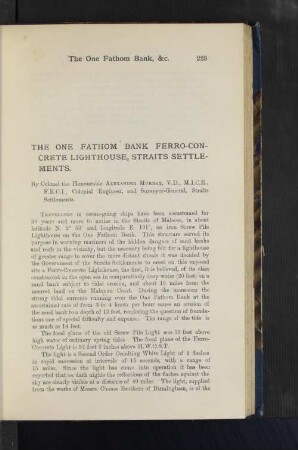 The One Fathom Bank, &c. 223
THE ONE FATHOM BANK FERRO-CON-
CRETE LIGHTHOUSE, STRAITS SETTLE-
MENTS.
By Colonel the Honourable ALEXANDER MURRAY, V.D., M.I.C.E.,
F.R.G.S., Colonial Engineer, and Surveyor-General, Straits
Settlements.
TRAVELLERS in ocean-going ships have been accustomed for
30 years and more to notice in the Straits of Malacca, in about
latitude N. 2° 53′ and longitude E. 101°, an iron Screw Pile
Lighthouse on the One Fathom Bank. This structure served its
purpose in warning mariners of the hidden dangers of sand banks
and reefs in the vicinity, but the necessity being felt for a lighthouse
of greater range to cover the more distant shoals it was decided by
the Government of the Straits Settlements to erect on this exposed
site a Ferro-Concrete Lighthouse, the first, it is believed, of its class
constructed in the open sea in comparatively deep water (30 feet) on a
sand bank subject to tidal erosion, and about 16 miles from the
nearest land on the Malayan Coast. During the monsoons the
strong tidal currents running over the One Fathom Bank at the
ascertained rate of from 3 to 4 knots per hour cause an erosion of
the sand bank to a depth of 12 feet, rendering the question of founda-
tions one of special difficulty and expense. The range of the tide is
as much as 14 feet.
The focal plane of the old Screw Pile Light was 53 feet above
high water of ordinary spring tides. The focal plane of the Ferro-
Concrete Light is 92 feet 3 inches above H.W.O.S.T.
The light is a Second Order Occulting White Light of 3 flashes
in rapid succession at intervals of 15 seconds with a range of
15 miles. Since the light has come into operation it has been
reported that on dark nights the reflections of the flashes against the
sky are clearly visible at a distance of 40 miles. The light, supplied
from the works of Messrs. Chance Brothers of Birmingham, is of the